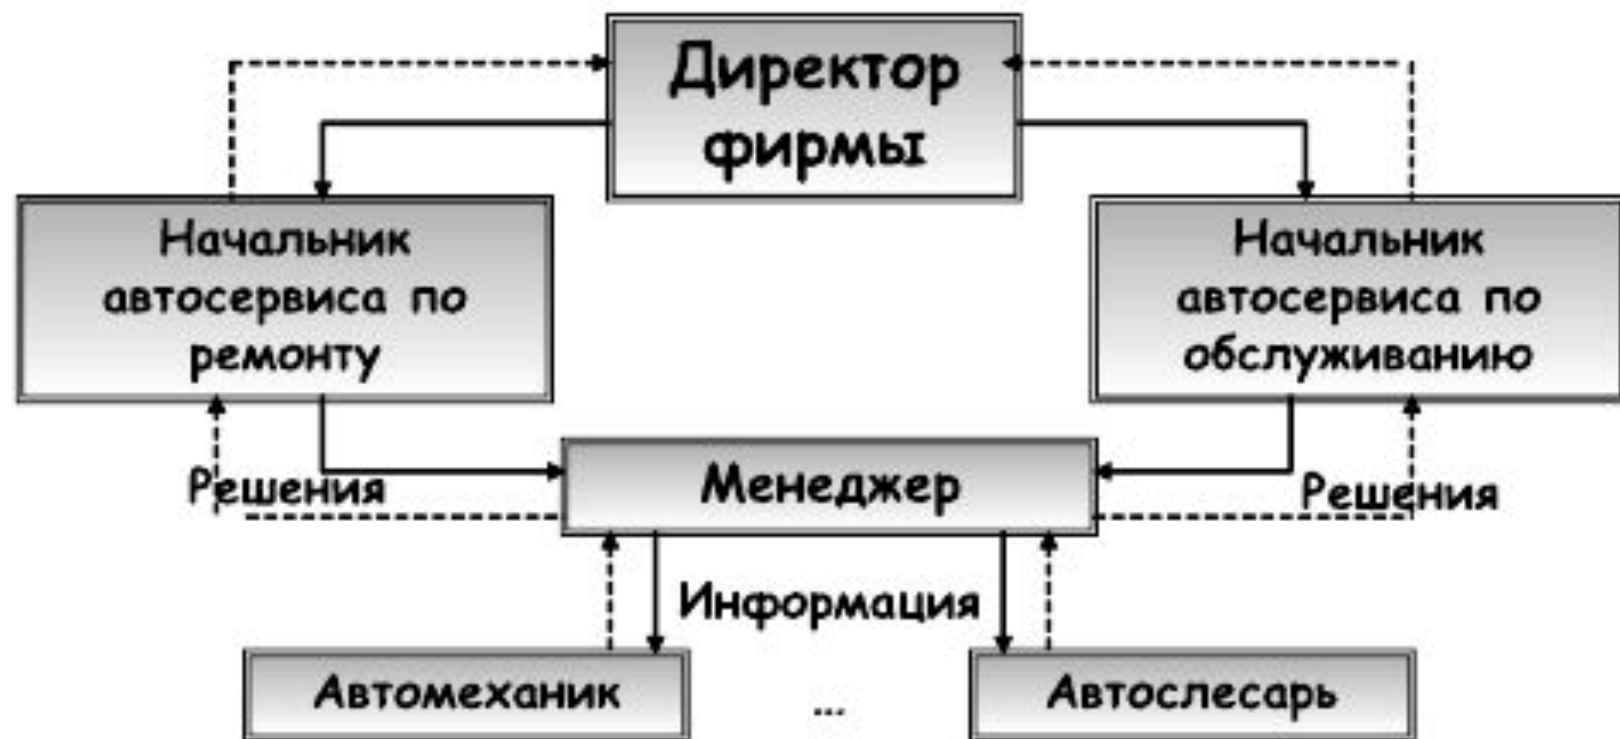 Директор
фирмы
Начальник
автосервиса по
ремонту
Начальник
автосервиса по
обслуживанию
Решения
Менеджер
Решения
Информация
Автомеханик
...
Автослесарь